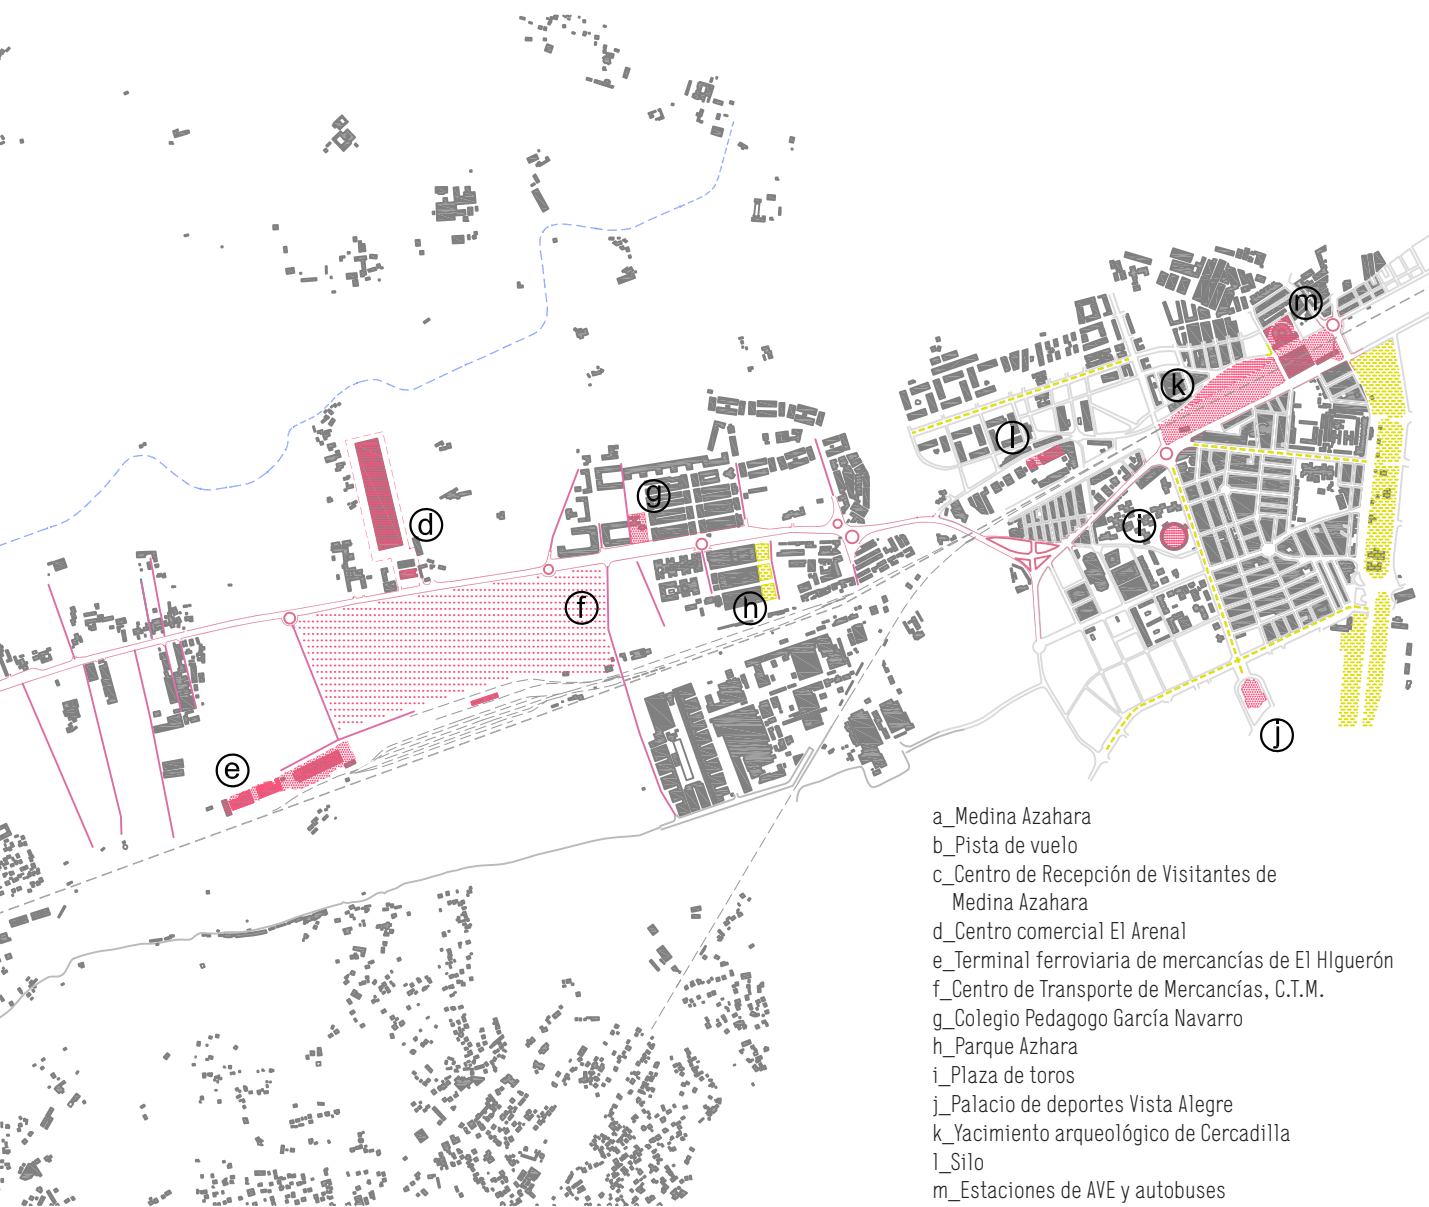 m
k
l
g
d
i
f
h
j
e
a_Medina Azahara
b_Pista de vuelo
c_Centro de Recepción de Visitantes de
Medina Azahara
d_Centro comercial El Arenal
e_Terminal ferroviaria de mercancías de El HIguerón
f_Centro de Transporte de Mercancías, C.T.M.
g_Colegio Pedagogo García Navarro
h_Parque Azhara
i_Plaza de toros
j_Palacio de deportes Vista Alegre
k_Yacimiento arqueológico de Cercadilla
l_Silo
m_Estaciones de AVE y autobuses